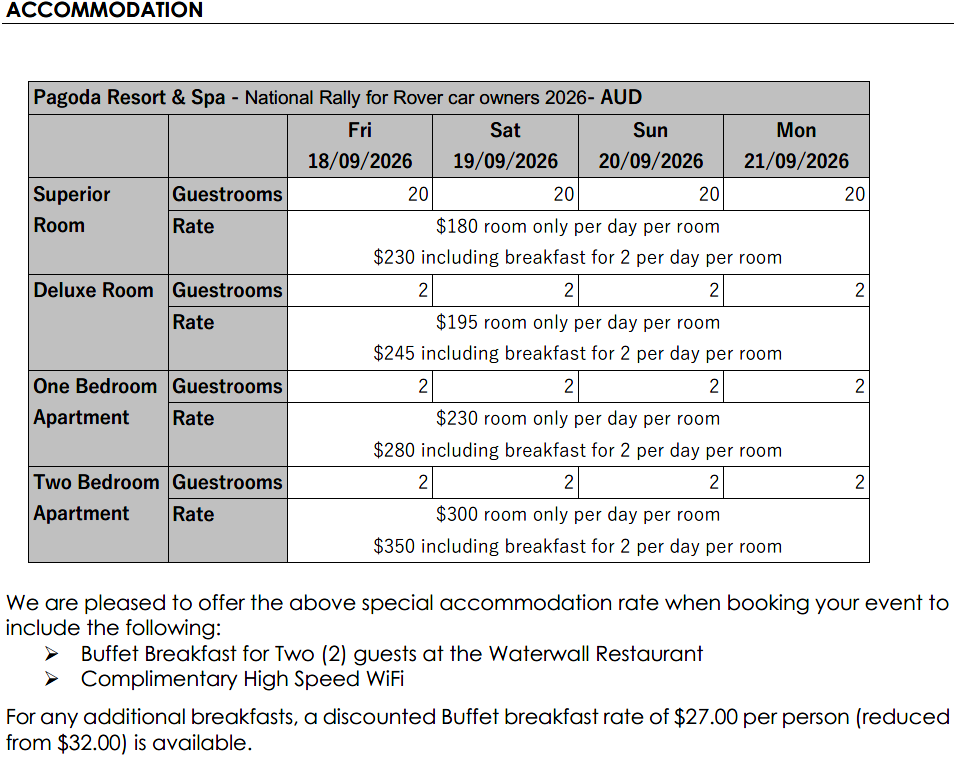 ACCOMMODATION
Pagoda Resort & Spa - National Rally for Rover car owners 2026- AUD
Fri Sat Sun Mon
18/09/2026 19/09/2026 20/09/2026 21/09/2026
Superior Room Guestrooms 20 20 20 20
Rate $180 room only per day per room
$230 including breakfast for 2 per day per room
Deluxe Room Guestrooms 2 2 2 2
Rate $195 room only per day per room
$245 including breakfast for 2 per day per room
One Bedroom Apartment Guestrooms 2 2 2 2
Rate $230 room only per day per room
$280 including breakfast for 2 per day per room
Two Bedroom Apartment Guestrooms 2 2 2 2
Rate $300 room only per day per room
$350 including breakfast for 2 per day per room
We are pleased to offer the above special accommodation rate when booking your event to
include the following:
➢ Buffet Breakfast for Two (2) guests at the Waterwall Restaurant
➢ Complimentary High Speed WiFi
For any additional breakfasts, a discounted Buffet breakfast rate of $27.00 per person (reduced
from $32.00) is available.